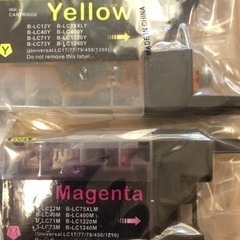 INK
CARTRIDGE
Yellow
B-LC12Y B-LC75XLY
B-LC40Y B-LC400Y
B-LC71Y B-LC1220Y
B-LC73Y B-LC1240Y
(Universal LC17/77/79/450/1280)
Do not remove this label.
Y
MADE IN CHINA
Magenta
B-LC12M B-LC75XLM
B-LC40M B-LC400M
B-LC71M B-LC1220M
B-LC73M B-LC1240M
(Universal LC17/77/79/450/1280)